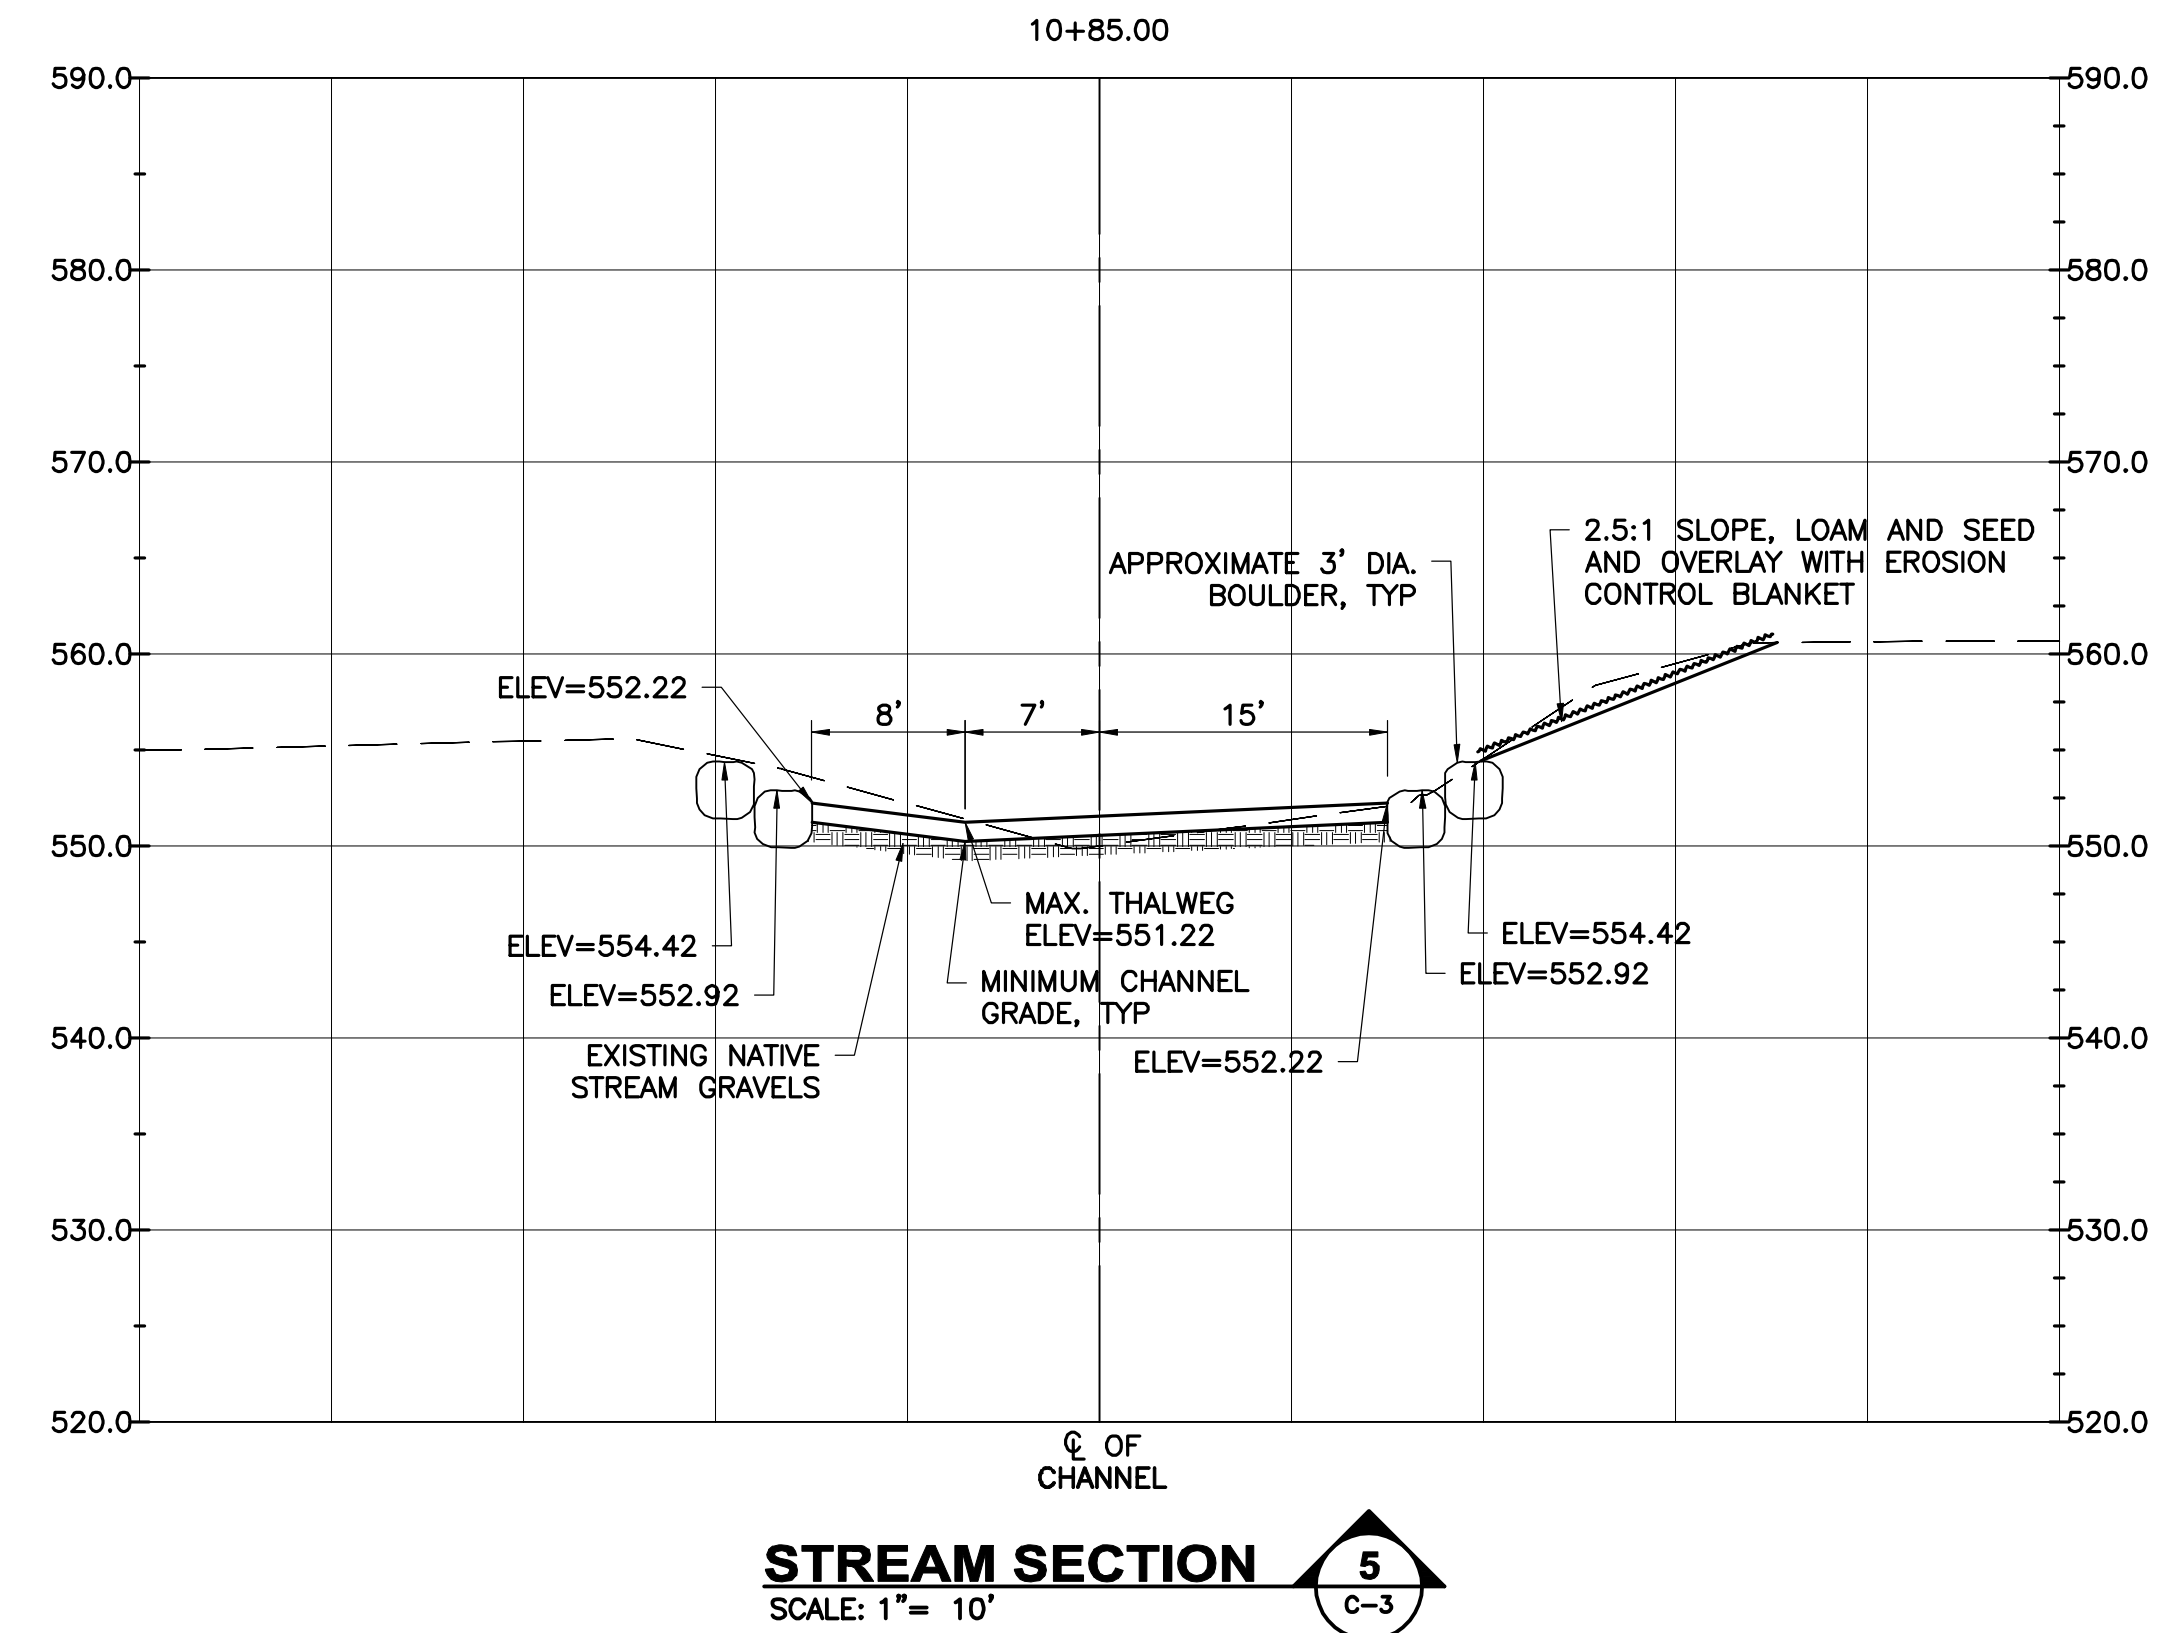 10+85.00
590.0 590.0
580.0 580.0
570.0 570.0
2.5:1 SLOPE, LOAM AND SEED
AND OVERLAY WITH EROSION
CONTROL BLANKET
APPROXIMATE 3' DIA.
BOULDER, TYP
560.0 560.0
ELEV=552.22
8' 7' 15'
550.0 550.0
MAX. THALWEG
ELEV=551.22
ELEV=554.42
ELEV=554.42
ELEV=552.92
ELEV=552.92
MINIMUM CHANNEL
GRADE, TYP
540.0 540.0
EXISTING NATIVE
STREAM GRAVELS
ELEV=552.22
530.0 530.0
520.0 520.0
℄ OF
CHANNEL
STREAM SECTION
SCALE: 1"= 10'
5
C-3